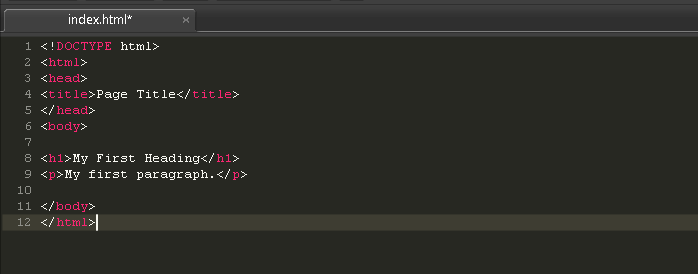 index.html* ×
1 <!DOCTYPE html>
2 <html>
3 <head>
4 <title>Page Title</title>
5 </head>
6 <body>
7
8 <h1>My First Heading</h1>
9 <p>My first paragraph.</p>
10
11 </body>
12 </html>